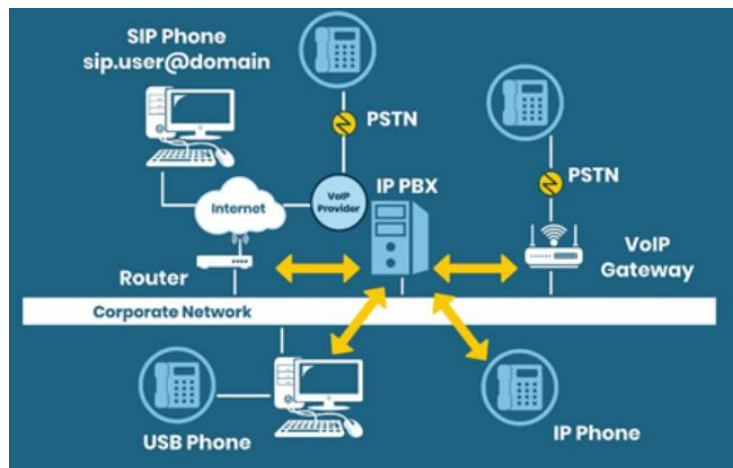 SIP Phone
sip.user@domain
PSTN
IP PBX
PSTN
Internet
VoIP
Provider
Router
VoIP
Gateway
Corporate Network
USB Phone
IP Phone